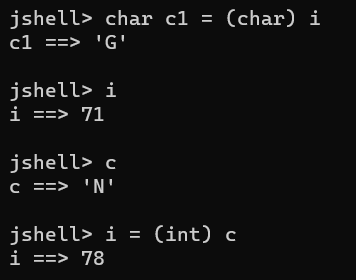 jshell> char c1 = (char) i
c1 ==> 'G'
jshell> i
i ==> 71
jshell> c
c ==> 'N'
jshell> i = (int) c
i ==> 78